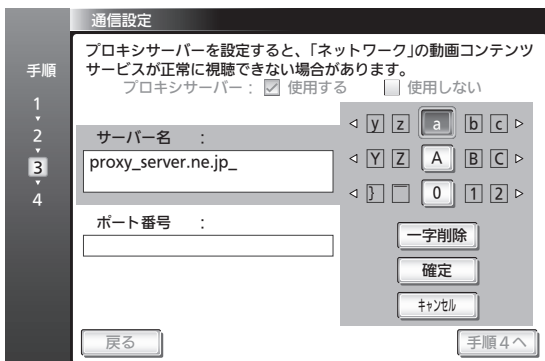 通信設定
プロキシサーバーを設定すると、「ネットワーク」の動画コンテンツ
サービスが正常に視聴できない場合があります。
プロキシサーバー： 使用する 使用しない
手順
1
2
3
4
サーバー名 ：
proxy_server.ne.jp_
y z a b c
Y Z A B C
} ￣ 0 1 2
ポート番号 ：
一字削除
確定
ｷｬﾝｾﾙ
戻る
手順４へ